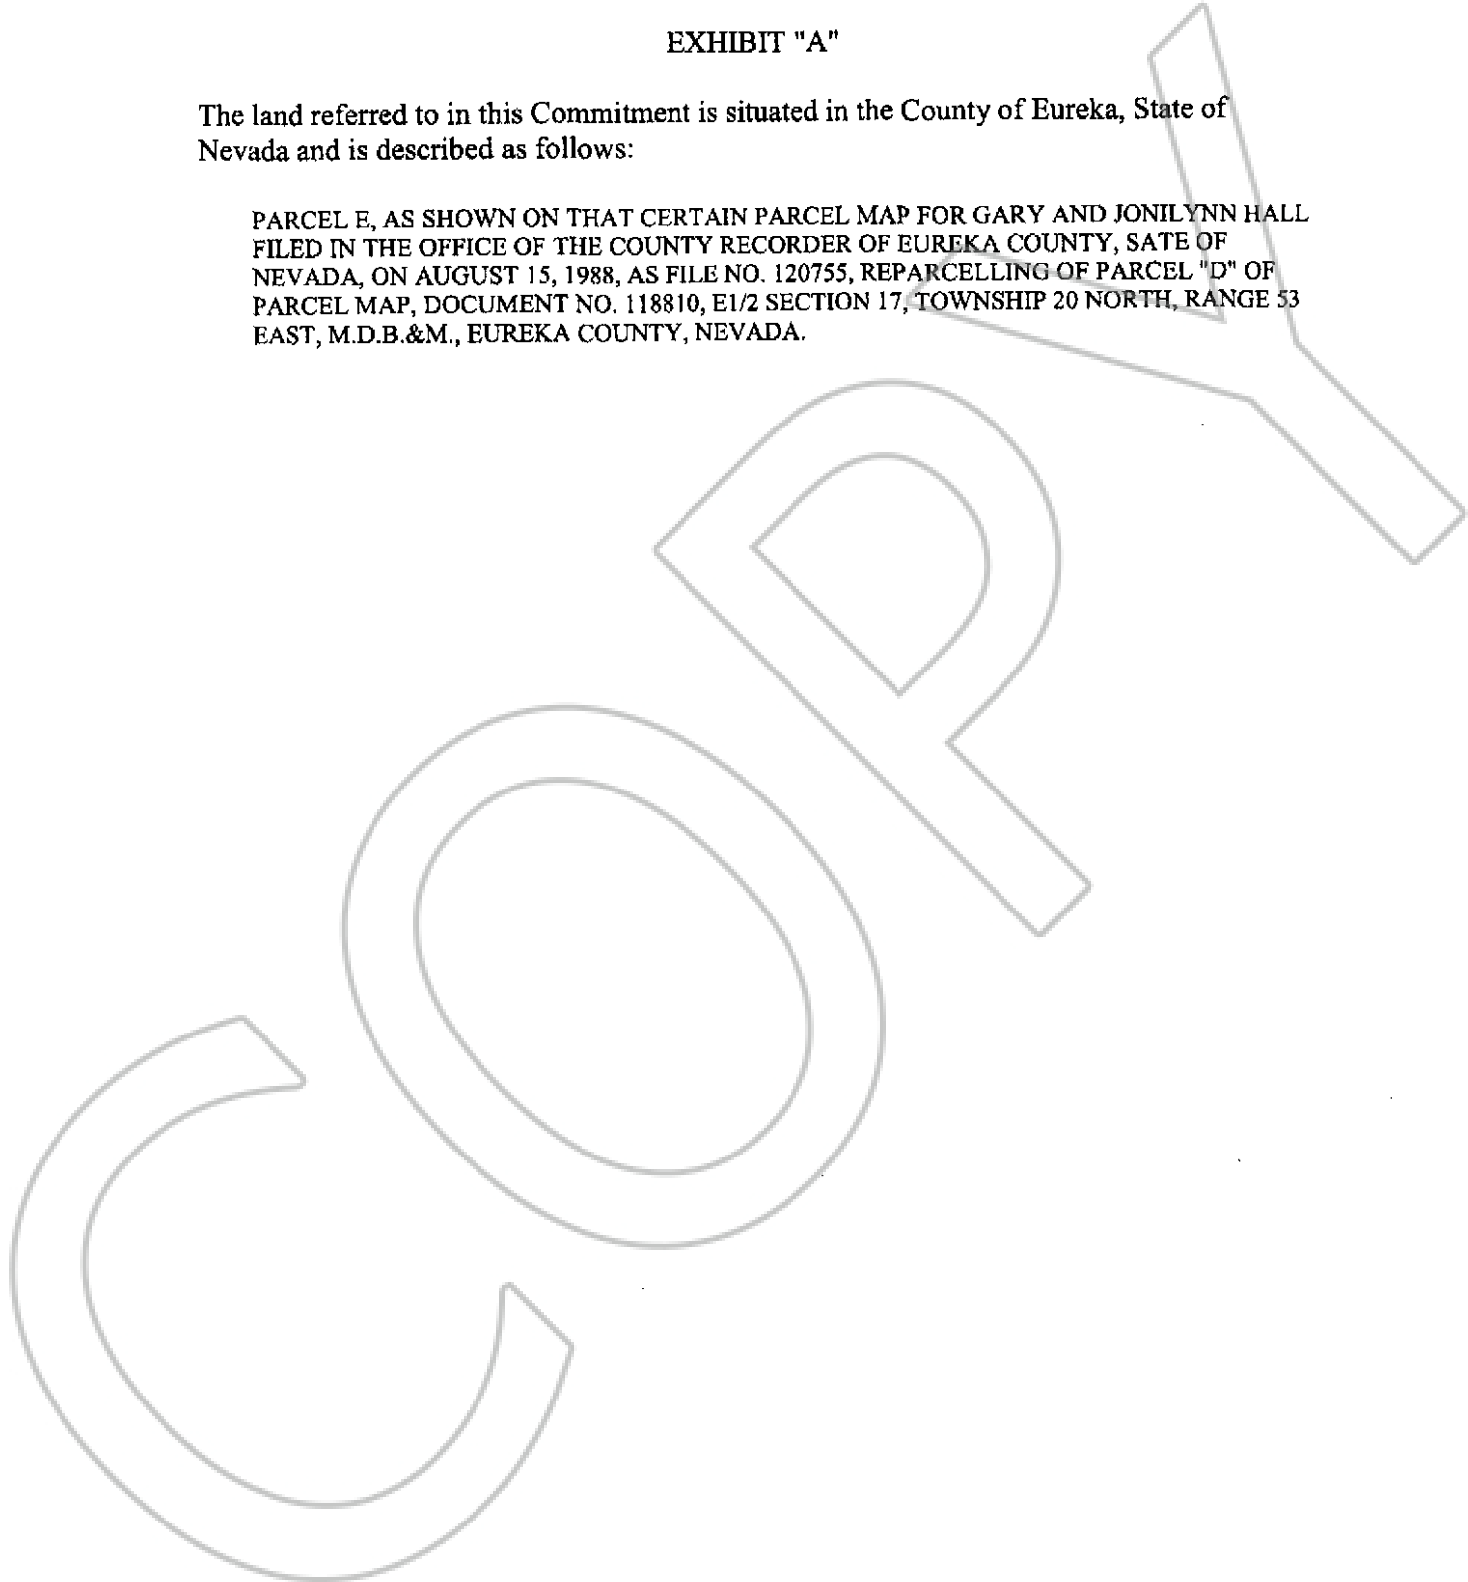 EXHIBIT "A"
The land referred to in this Commitment is situated in the County of Eureka, State of
Nevada and is described as follows:
PARCEL E, AS SHOWN ON THAT CERTAIN PARCEL MAP FOR GARY AND JONILYNN HALL
FILED IN THE OFFICE OF THE COUNTY RECORDER OF EUREKA COUNTY, SATE OF
NEVADA, ON AUGUST 15, 1988, AS FILE NO. 120755, REPARCELLING OF PARCEL "D" OF
PARCEL MAP, DOCUMENT NO. 118810, E1/2 SECTION 17, TOWNSHIP 20 NORTH, RANGE 53
EAST, M.D.B.&M., EUREKA COUNTY, NEVADA.
COPY